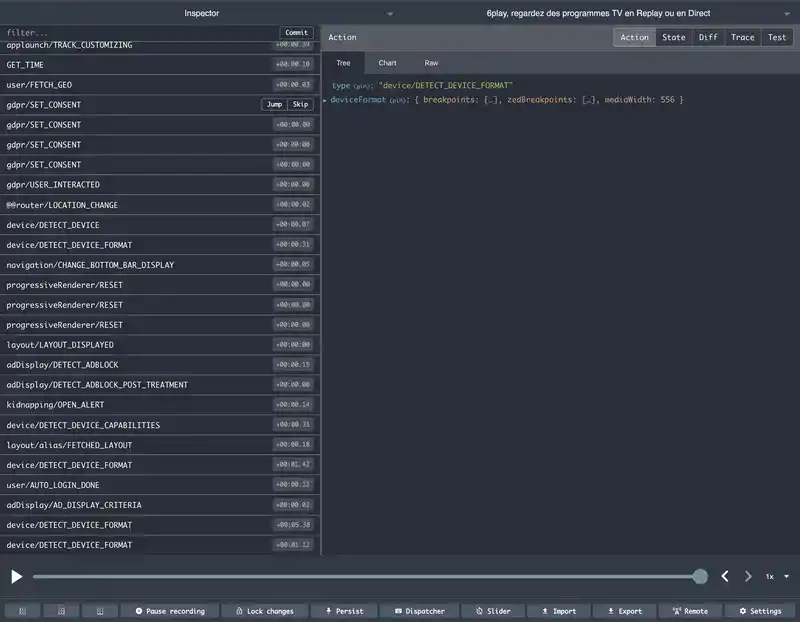 Inspector
6play, regardez des programmes TV en Replay ou en Direct
filter...
Commit
Action
Action State Diff Trace Test
applaunch/TRACK_CUSTOMIZING +00:00.39
Tree Chart Raw
GET_TIME +00:00.10
user/FETCH_GEO +00:00.03
type (pin): "device/DETECT_DEVICE_FORMAT"
deviceFormat (pin): { breakpoints: {…}, zedBreakpoints: […], mediaWidth: 556 }
gdpr/SET_CONSENT Jump Skip
gdpr/SET_CONSENT +00:00.00
gdpr/SET_CONSENT +00:00.00
gdpr/SET_CONSENT +00:00.00
gdpr/USER_INTERACTED +00:00.00
@@router/LOCATION_CHANGE +00:00.02
device/DETECT_DEVICE +00:00.07
device/DETECT_DEVICE_FORMAT +00:00.31
navigation/CHANGE_BOTTOM_BAR_DISPLAY +00:00.05
progressiveRenderer/RESET +00:00.00
progressiveRenderer/RESET +00:00.00
progressiveRenderer/RESET +00:00.00
layout/LAYOUT_DISPLAYED +00:00.00
adDisplay/DETECT_ADBLOCK +00:00.15
adDisplay/DETECT_ADBLOCK_POST_TREATMENT +00:00.00
kidnapping/OPEN_ALERT +00:00.14
device/DETECT_DEVICE_CAPABILITIES +00:00.31
layout/alias/FETCHED_LAYOUT +00:00.18
device/DETECT_DEVICE_FORMAT +00:01.42
user/AUTO_LOGIN_DONE +00:00.32
adDisplay/AD_DISPLAY_CRITERIA +00:00.02
device/DETECT_DEVICE_FORMAT +00:05.38
device/DETECT_DEVICE_FORMAT +00:01.12
1x
Pause recording Lock changes Persist Dispatcher Slider Import Export Remote Settings